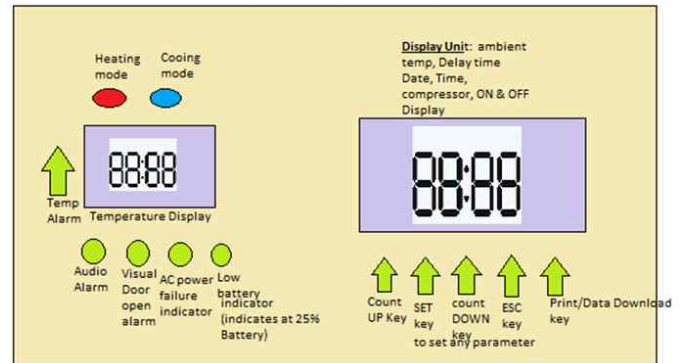 Heating
mode
Cooing
mode
88:88
Temp
Alarm
Temperature Display
Audio
Alarm
Visual
Door
open
alarm
AC power
failure
indicator
Low
battery
indicator
(indicates at 25%
Battery)
Display Unit: ambient
temp, Delay time
Date, Time,
compressor, ON & OFF
Display
88:88
Count
UP Key
SET
key
count
DOWN
key
ESC
key
Print/Data Download
key
to set any parameter